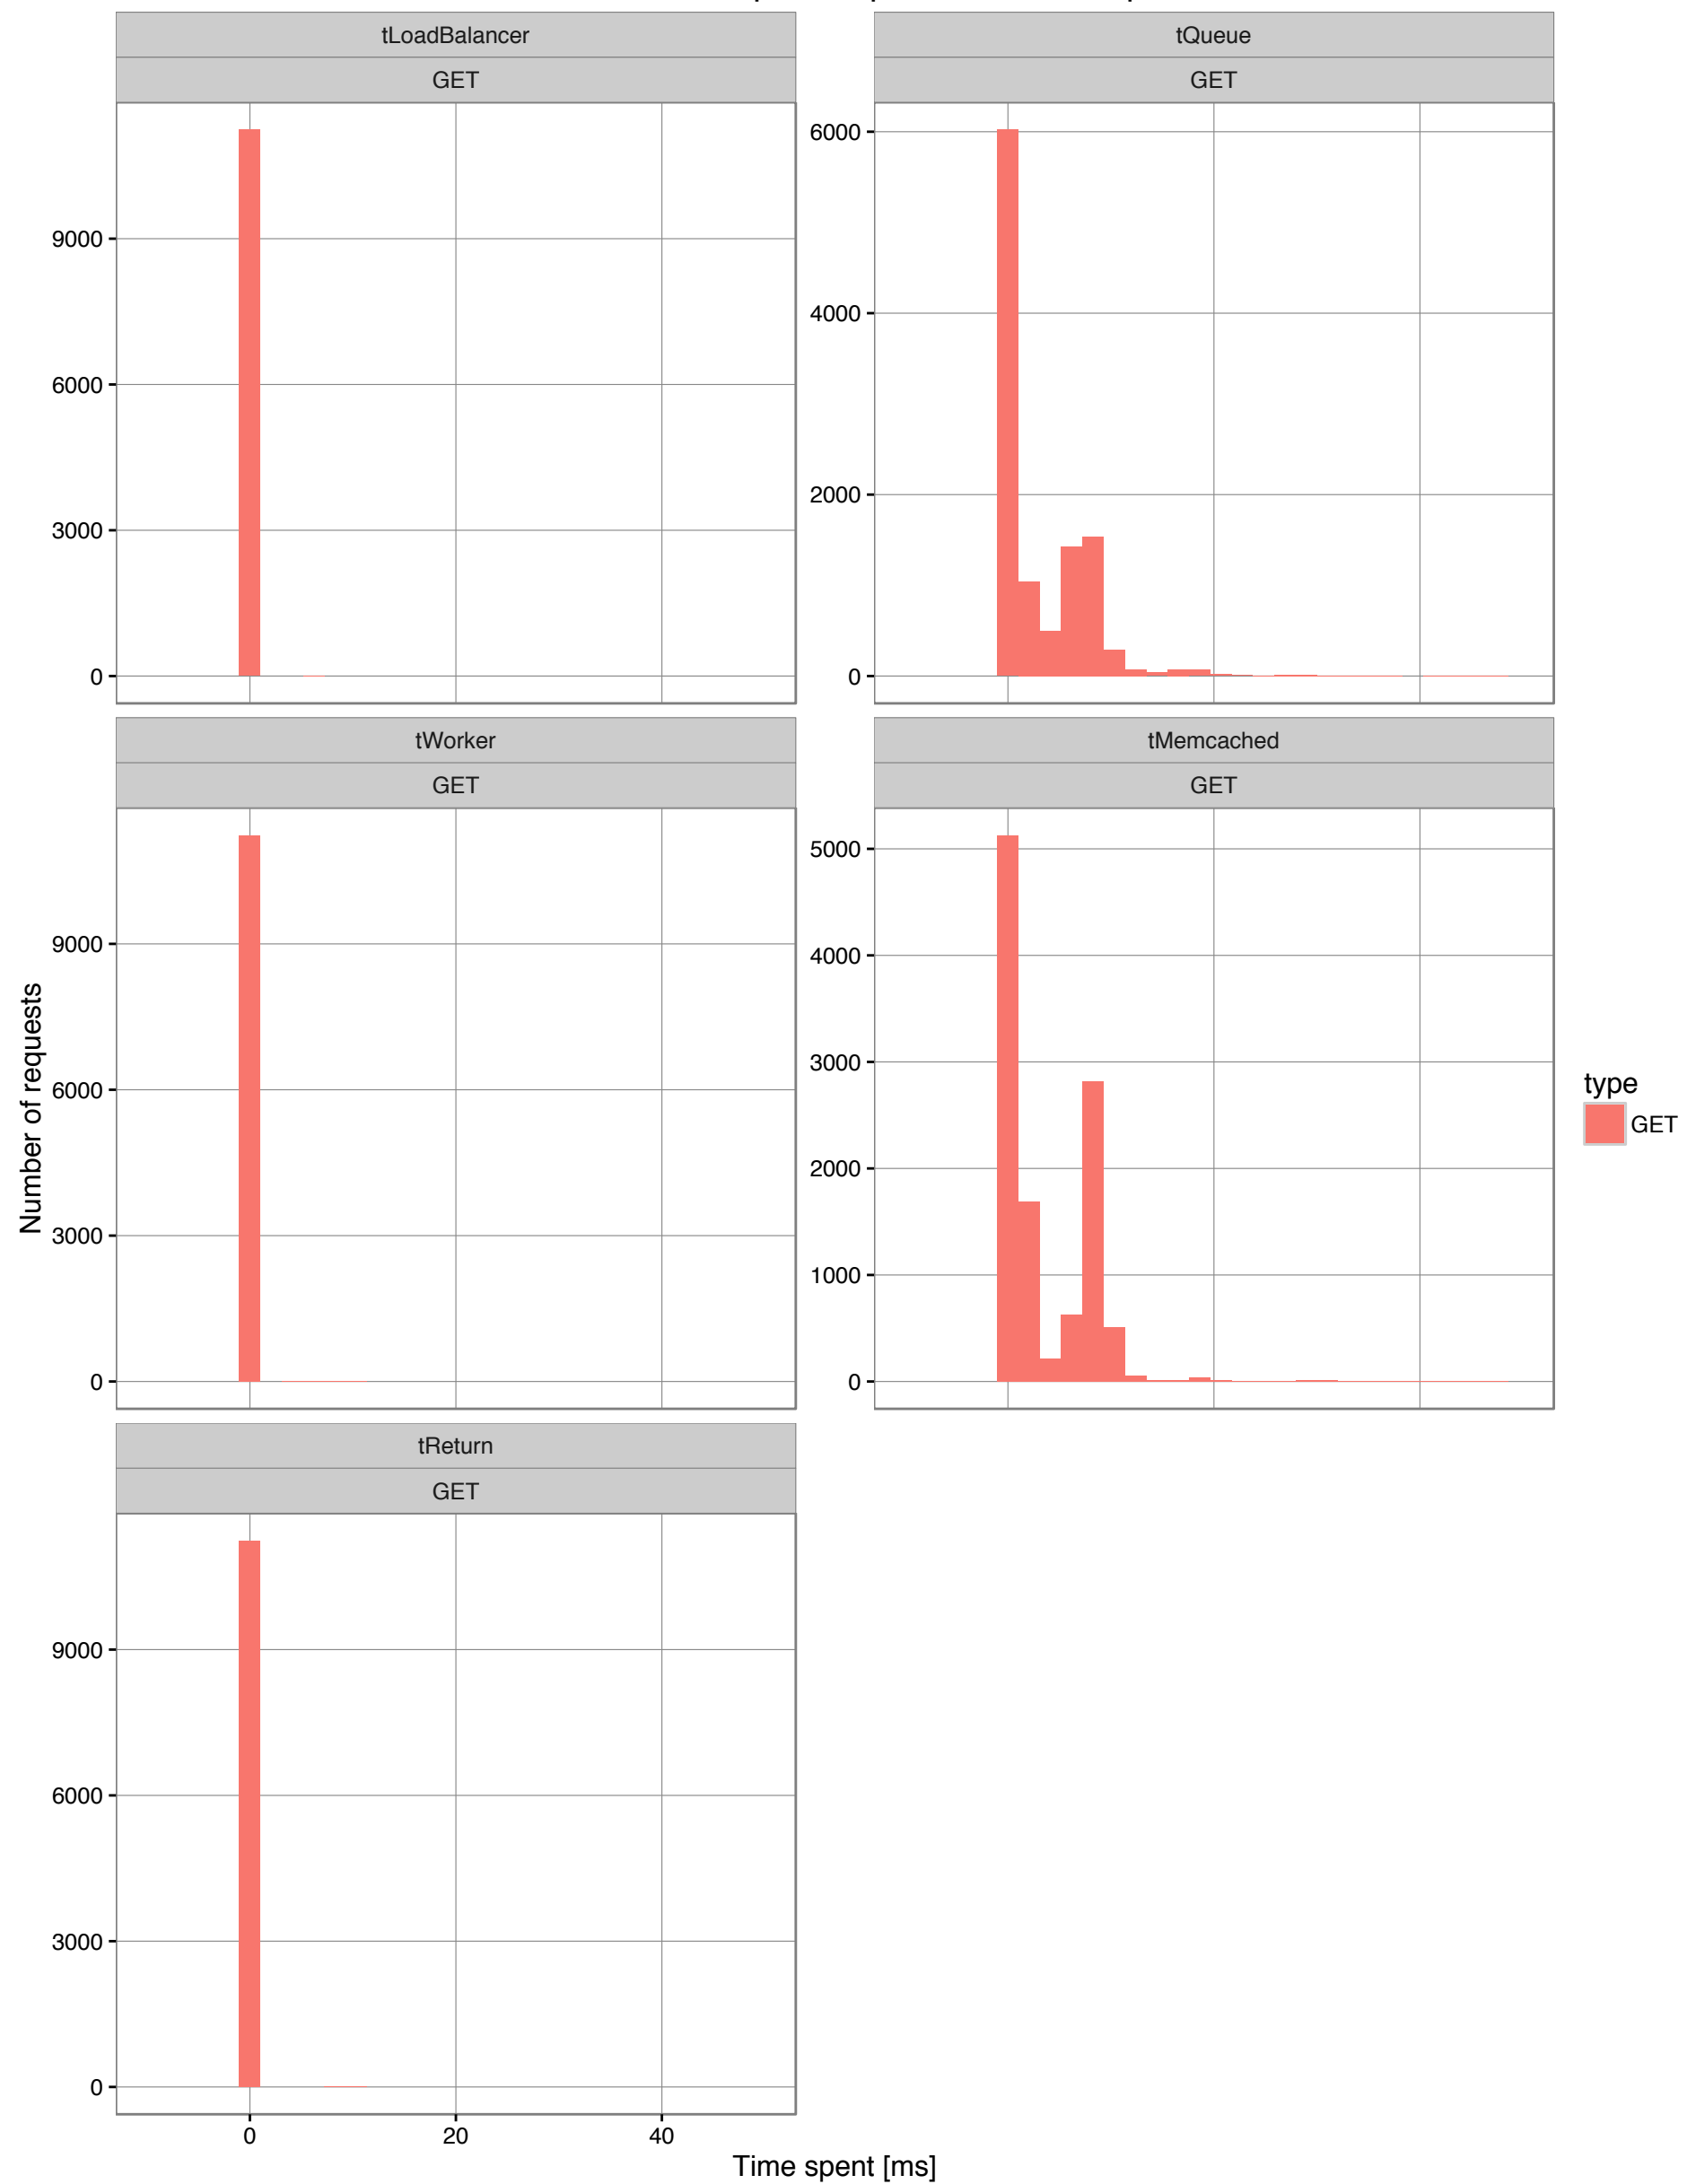 tLoadBalancer
GET
9000
6000
3000
0
tQueue
GET
6000
4000
2000
0
tWorker
GET
9000
6000
3000
0
tMemcached
GET
5000
4000
3000
2000
1000
0
tReturn
GET
9000
6000
3000
0
0 20 40
Time spent [ms]
Number of requests
type
GET